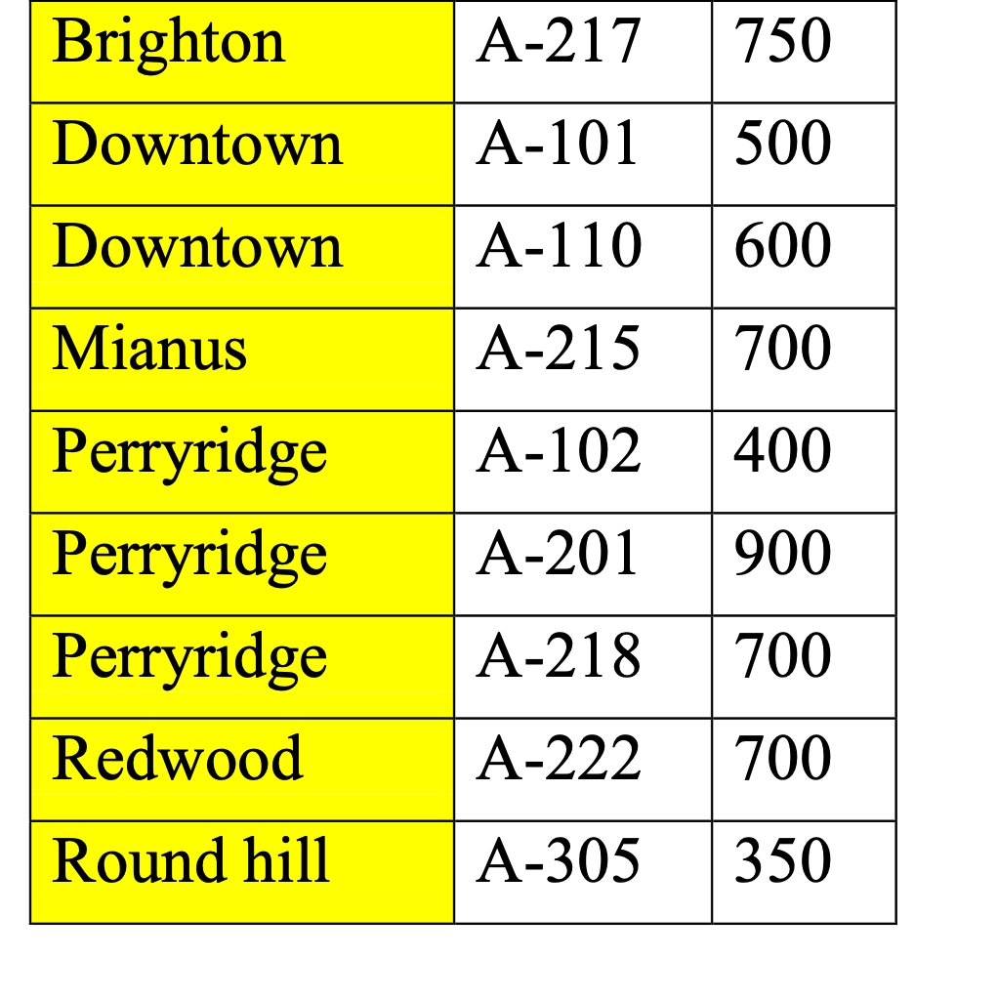 Brighton A-217 750
Downtown A-101 500
Downtown A-110 600
Mianus A-215 700
Perryridge A-102 400
Perryridge A-201 900
Perryridge A-218 700
Redwood A-222 700
Round hill A-305 350